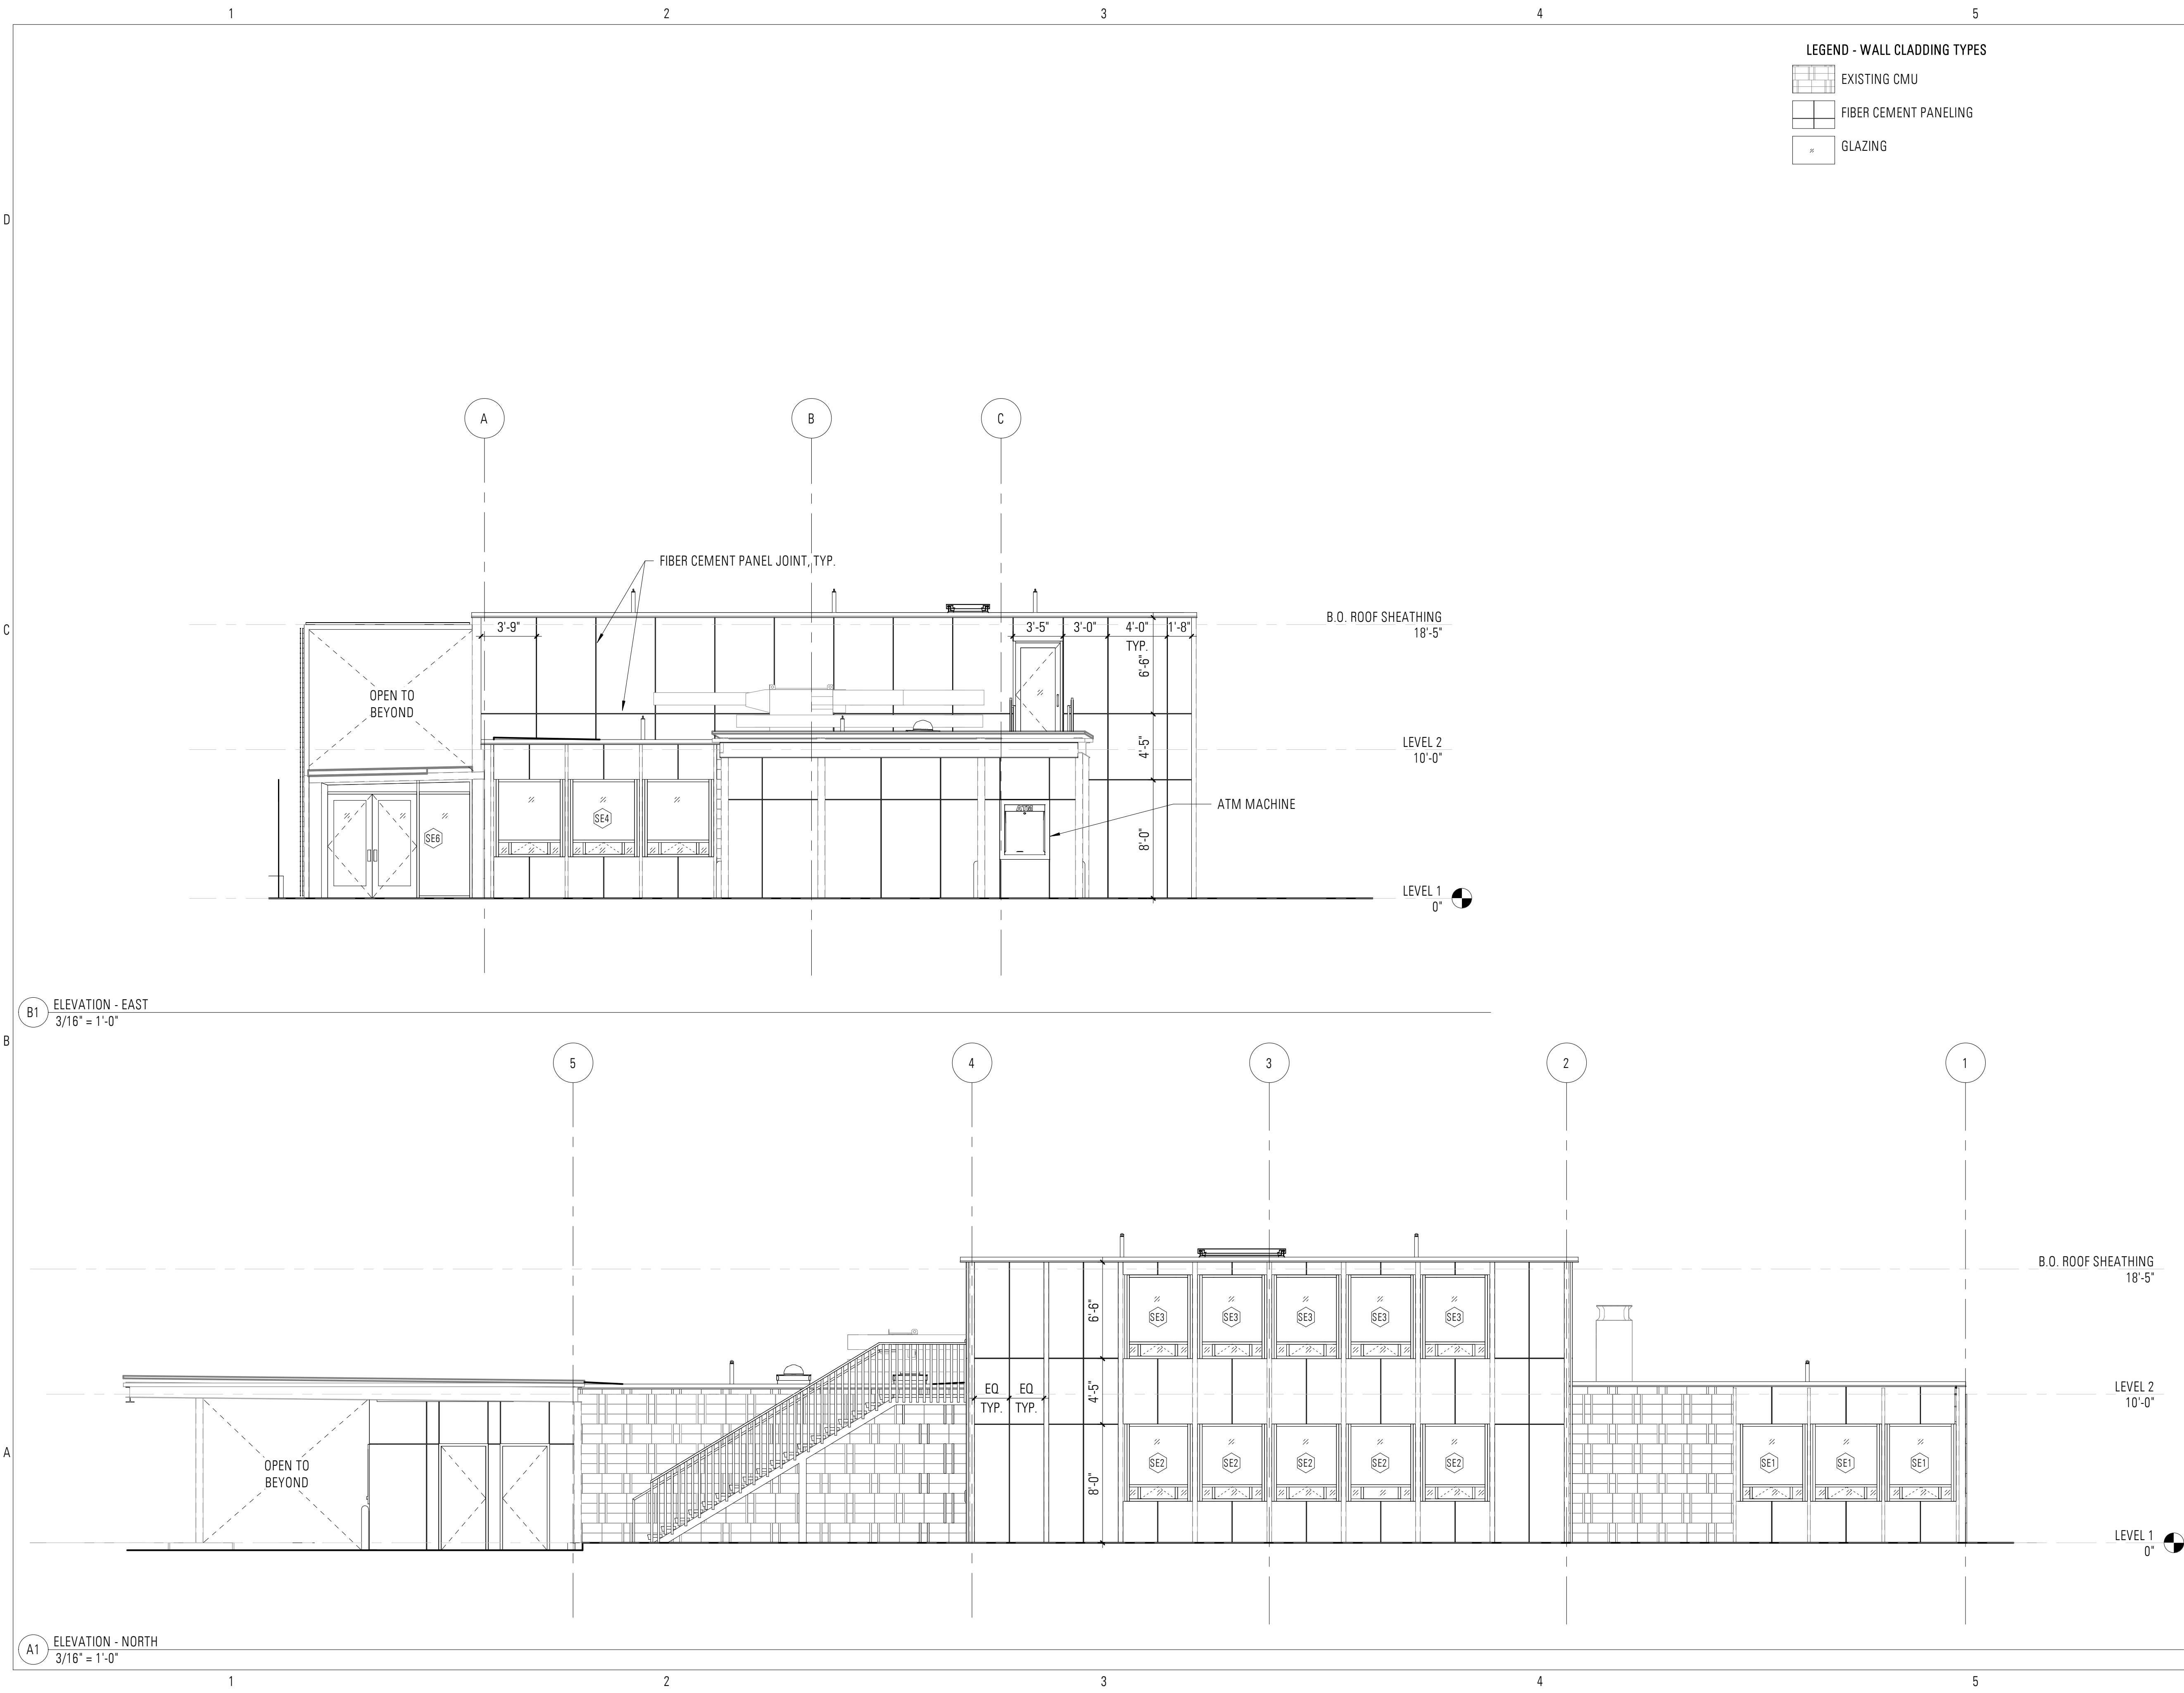 1 2 3 4 5
LEGEND - WALL CLADDING TYPES
EXISTING CMU
FIBER CEMENT PANELING
GLAZING
D
A B C
FIBER CEMENT PANEL JOINT, TYP.
C
B.O. ROOF SHEATHING
18'-5"
3'-9" 3'-5" 3'-0" 4'-0" 1'-8"
TYP.
6'-6"
OPEN TO
BEYOND
LEVEL 2
10'-0"
4'-5"
ATM MACHINE
ATM
SE4
SE6
8'-0"
LEVEL 1
0"
B1 ELEVATION - EAST
3/16" = 1'-0"
B
5 4 3 2 1
B.O. ROOF SHEATHING
18'-5"
6'-6"
SE3 SE3 SE3 SE3 SE3
LEVEL 2
10'-0"
EQ EQ
TYP. TYP.
4'-5"
A
OPEN TO
BEYOND
SE2 SE2 SE2 SE2 SE2 SE1 SE1 SE1
8'-0"
LEVEL 1
0"
A1 ELEVATION - NORTH
3/16" = 1'-0"
1 2 3 4 5